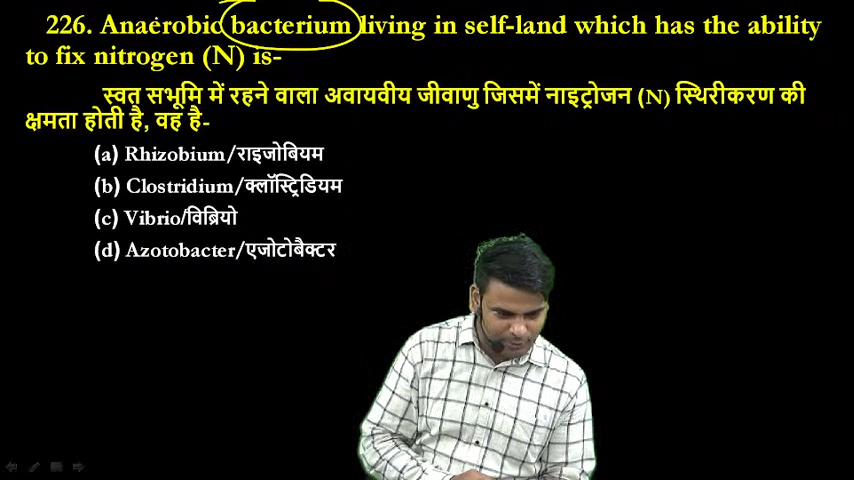 226. Anaerobic bacterium living in self-land which has the ability
to fix nitrogen (N) is-
स्वत सभूमि में रहने वाला अवायवीय जीवाणु जिसमें नाइट्रोजन (N) स्थिरीकरण की
क्षमता होती है, वह है-
(a) Rhizobium/राइजोबियम
(b) Clostridium/क्लॉस्ट्रिडियम
(c) Vibrio/विब्रियो
(d) Azotobacter/एजोटोबैक्टर